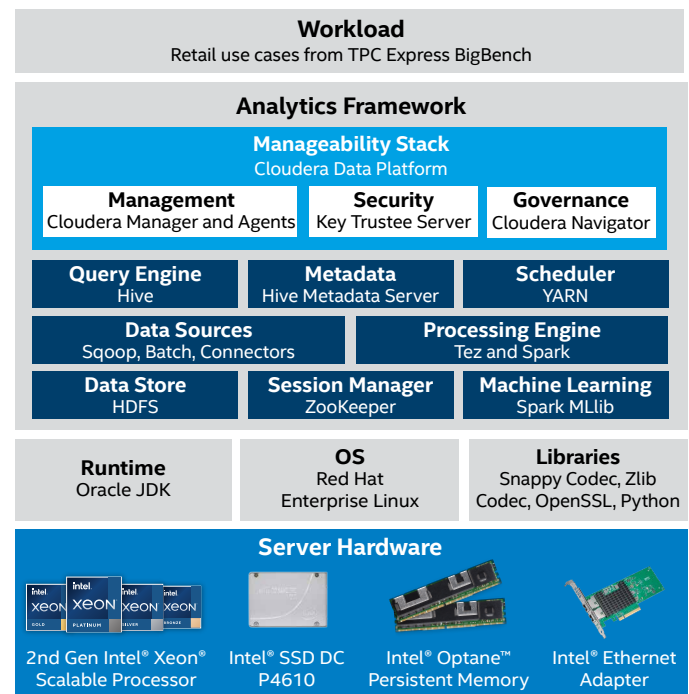 Workload
Retail use cases from TPC Express BigBench
Analytics Framework
Manageability Stack
Cloudera Data Platform
Management
Cloudera Manager and Agents
Security
Key Trustee Server
Governance
Cloudera Navigator
Query Engine
Hive
Metadata
Hive Metadata Server
Scheduler
YARN
Data Sources
Sqoop, Batch, Connectors
Processing Engine
Tez and Spark
Data Store
HDFS
Session Manager
ZooKeeper
Machine Learning
Spark MLlib
Runtime
Oracle JDK
OS
Red Hat
Enterprise Linux
Libraries
Snappy Codec, Zlib
Codec, OpenSSL, Python
Server Hardware
intel.
XEON
GOLD
intel.
XEON
PLATINUM
intel.
XEON
SILVER
intel.
XEON
BRONZE
2nd Gen Intel® Xeon®
Scalable Processor
Intel® SSD DC
P4610
Intel® Optane™
Persistent Memory
Intel® Ethernet
Adapter